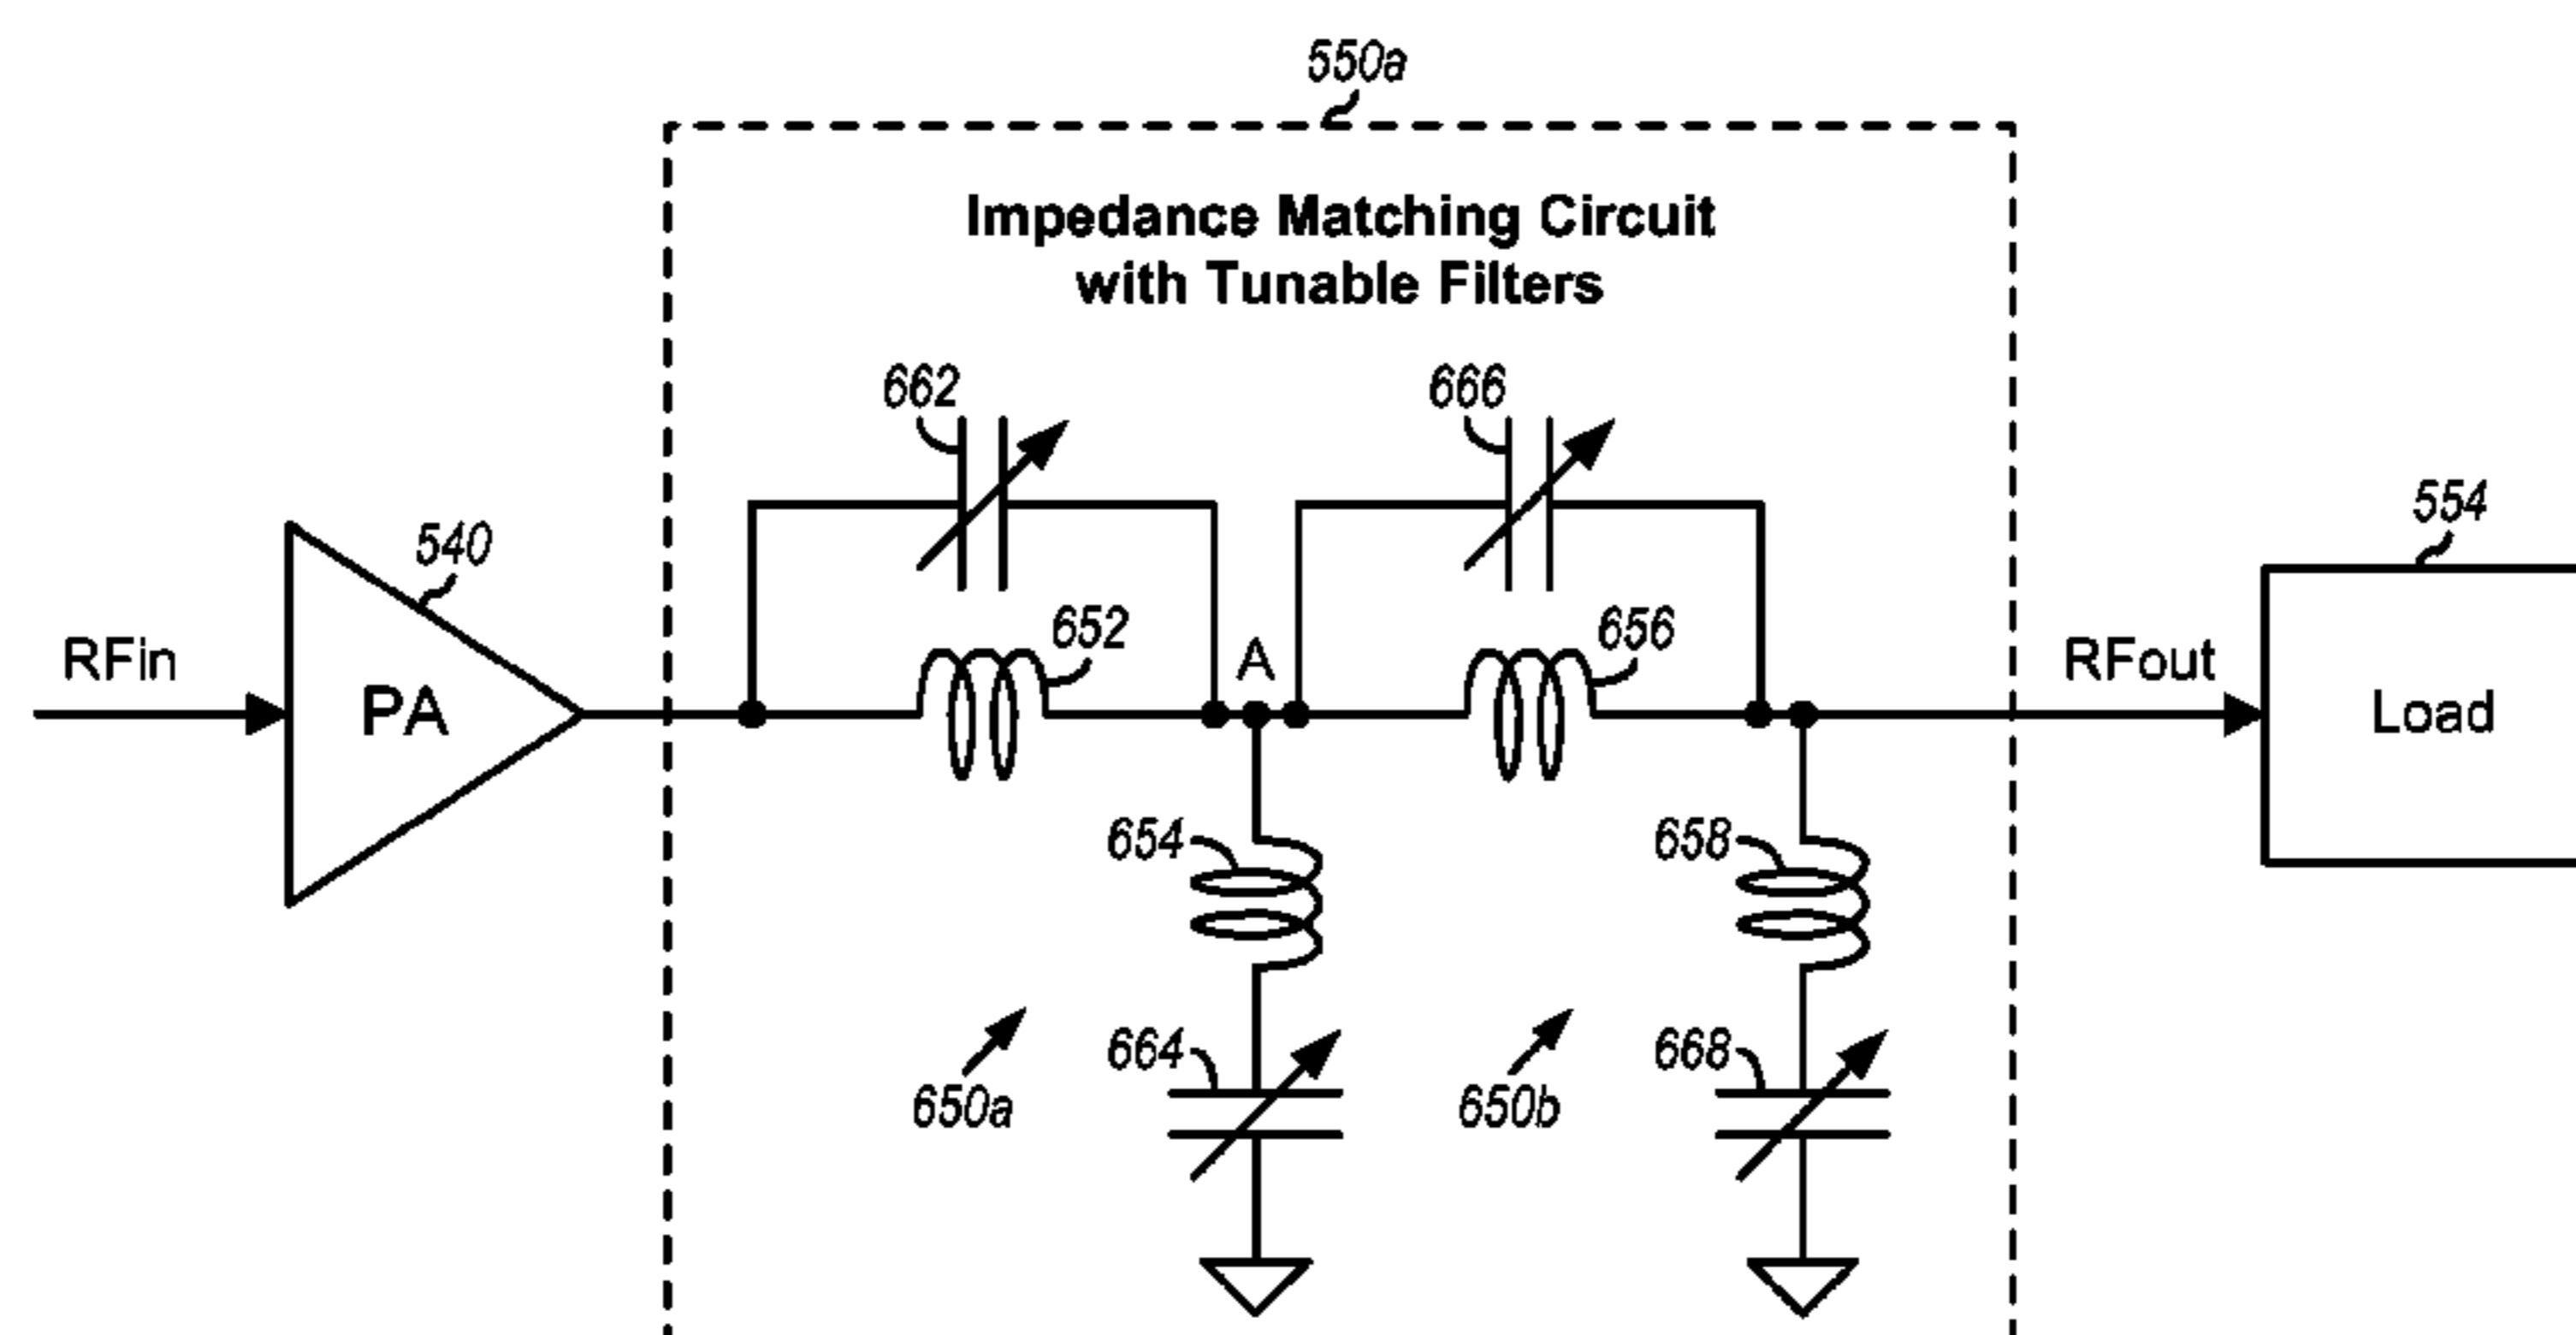 550a
Impedance Matching Circuit
with Tunable Filters
662
666
554
540
652
656
RFin
PA
A
RFout
Load
654
658
664
668
650a
650b